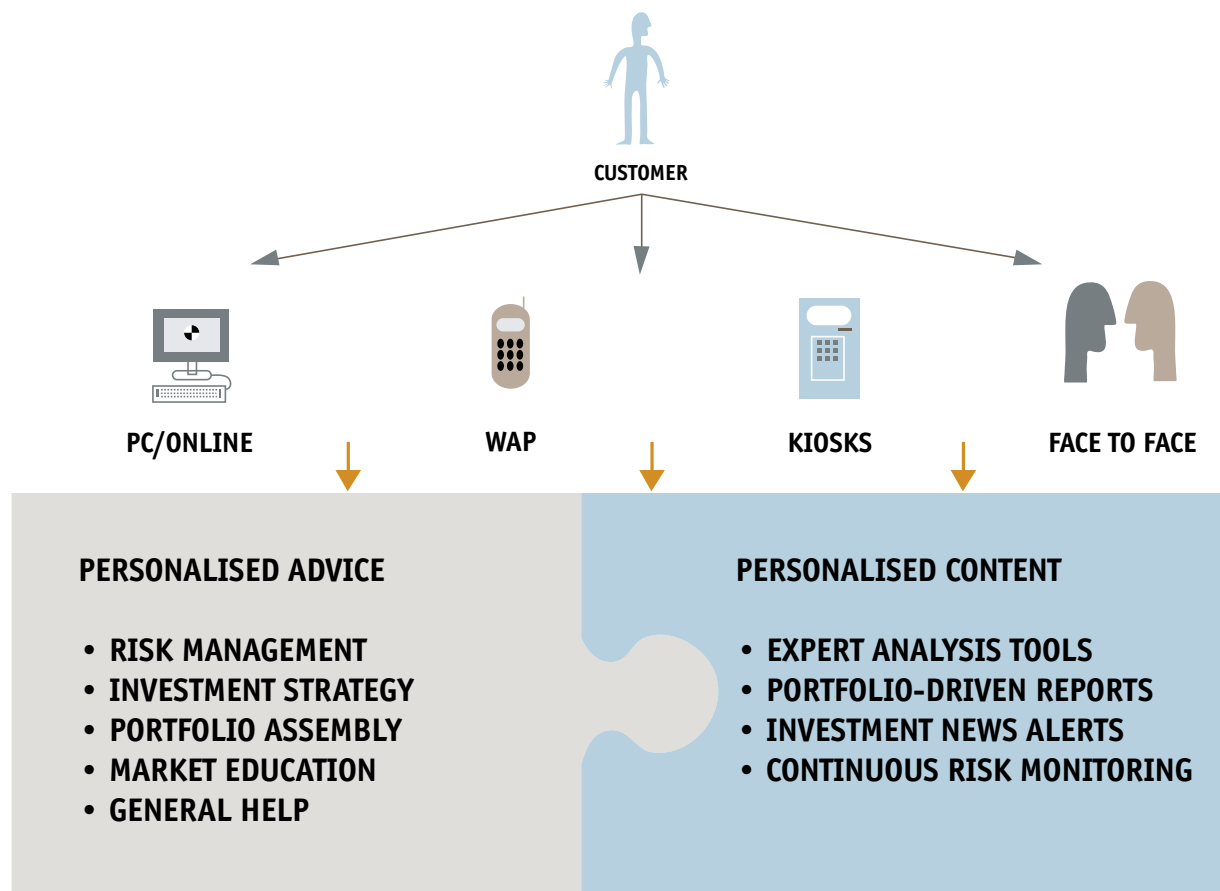 CUSTOMER
PC/ONLINE
WAP
KIOSKS
FACE TO FACE
PERSONALISED ADVICE
• RISK MANAGEMENT
• INVESTMENT STRATEGY
• PORTFOLIO ASSEMBLY
• MARKET EDUCATION
• GENERAL HELP
PERSONALISED CONTENT
• EXPERT ANALYSIS TOOLS
• PORTFOLIO-DRIVEN REPORTS
• INVESTMENT NEWS ALERTS
• CONTINUOUS RISK MONITORING